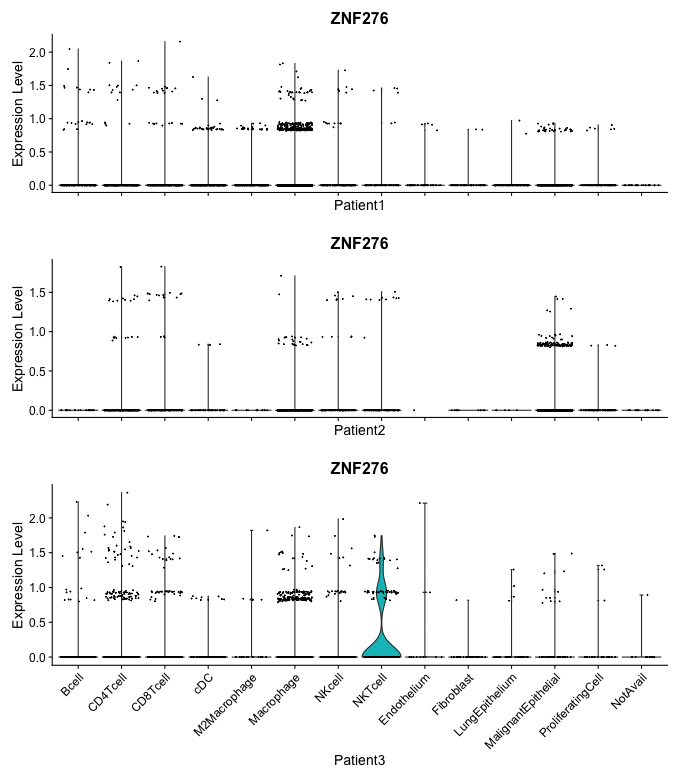 ZNF276
Expression Level
2.0
1.5
1.0
0.5
0.0
Patient1
ZNF276
Expression Level
1.5
1.0
0.5
0.0
Patient2
ZNF276
Expression Level
2.0
1.5
1.0
0.5
0.0
Bcell
CD4Tcell
CD8Tcell
cDC
M2Macrophage
Macrophage
NKcell
NKTcell
Endothelium
Fibroblast
LungEpithelium
MalignantEpithelial
ProliferatingCell
NotAvail
Patient3